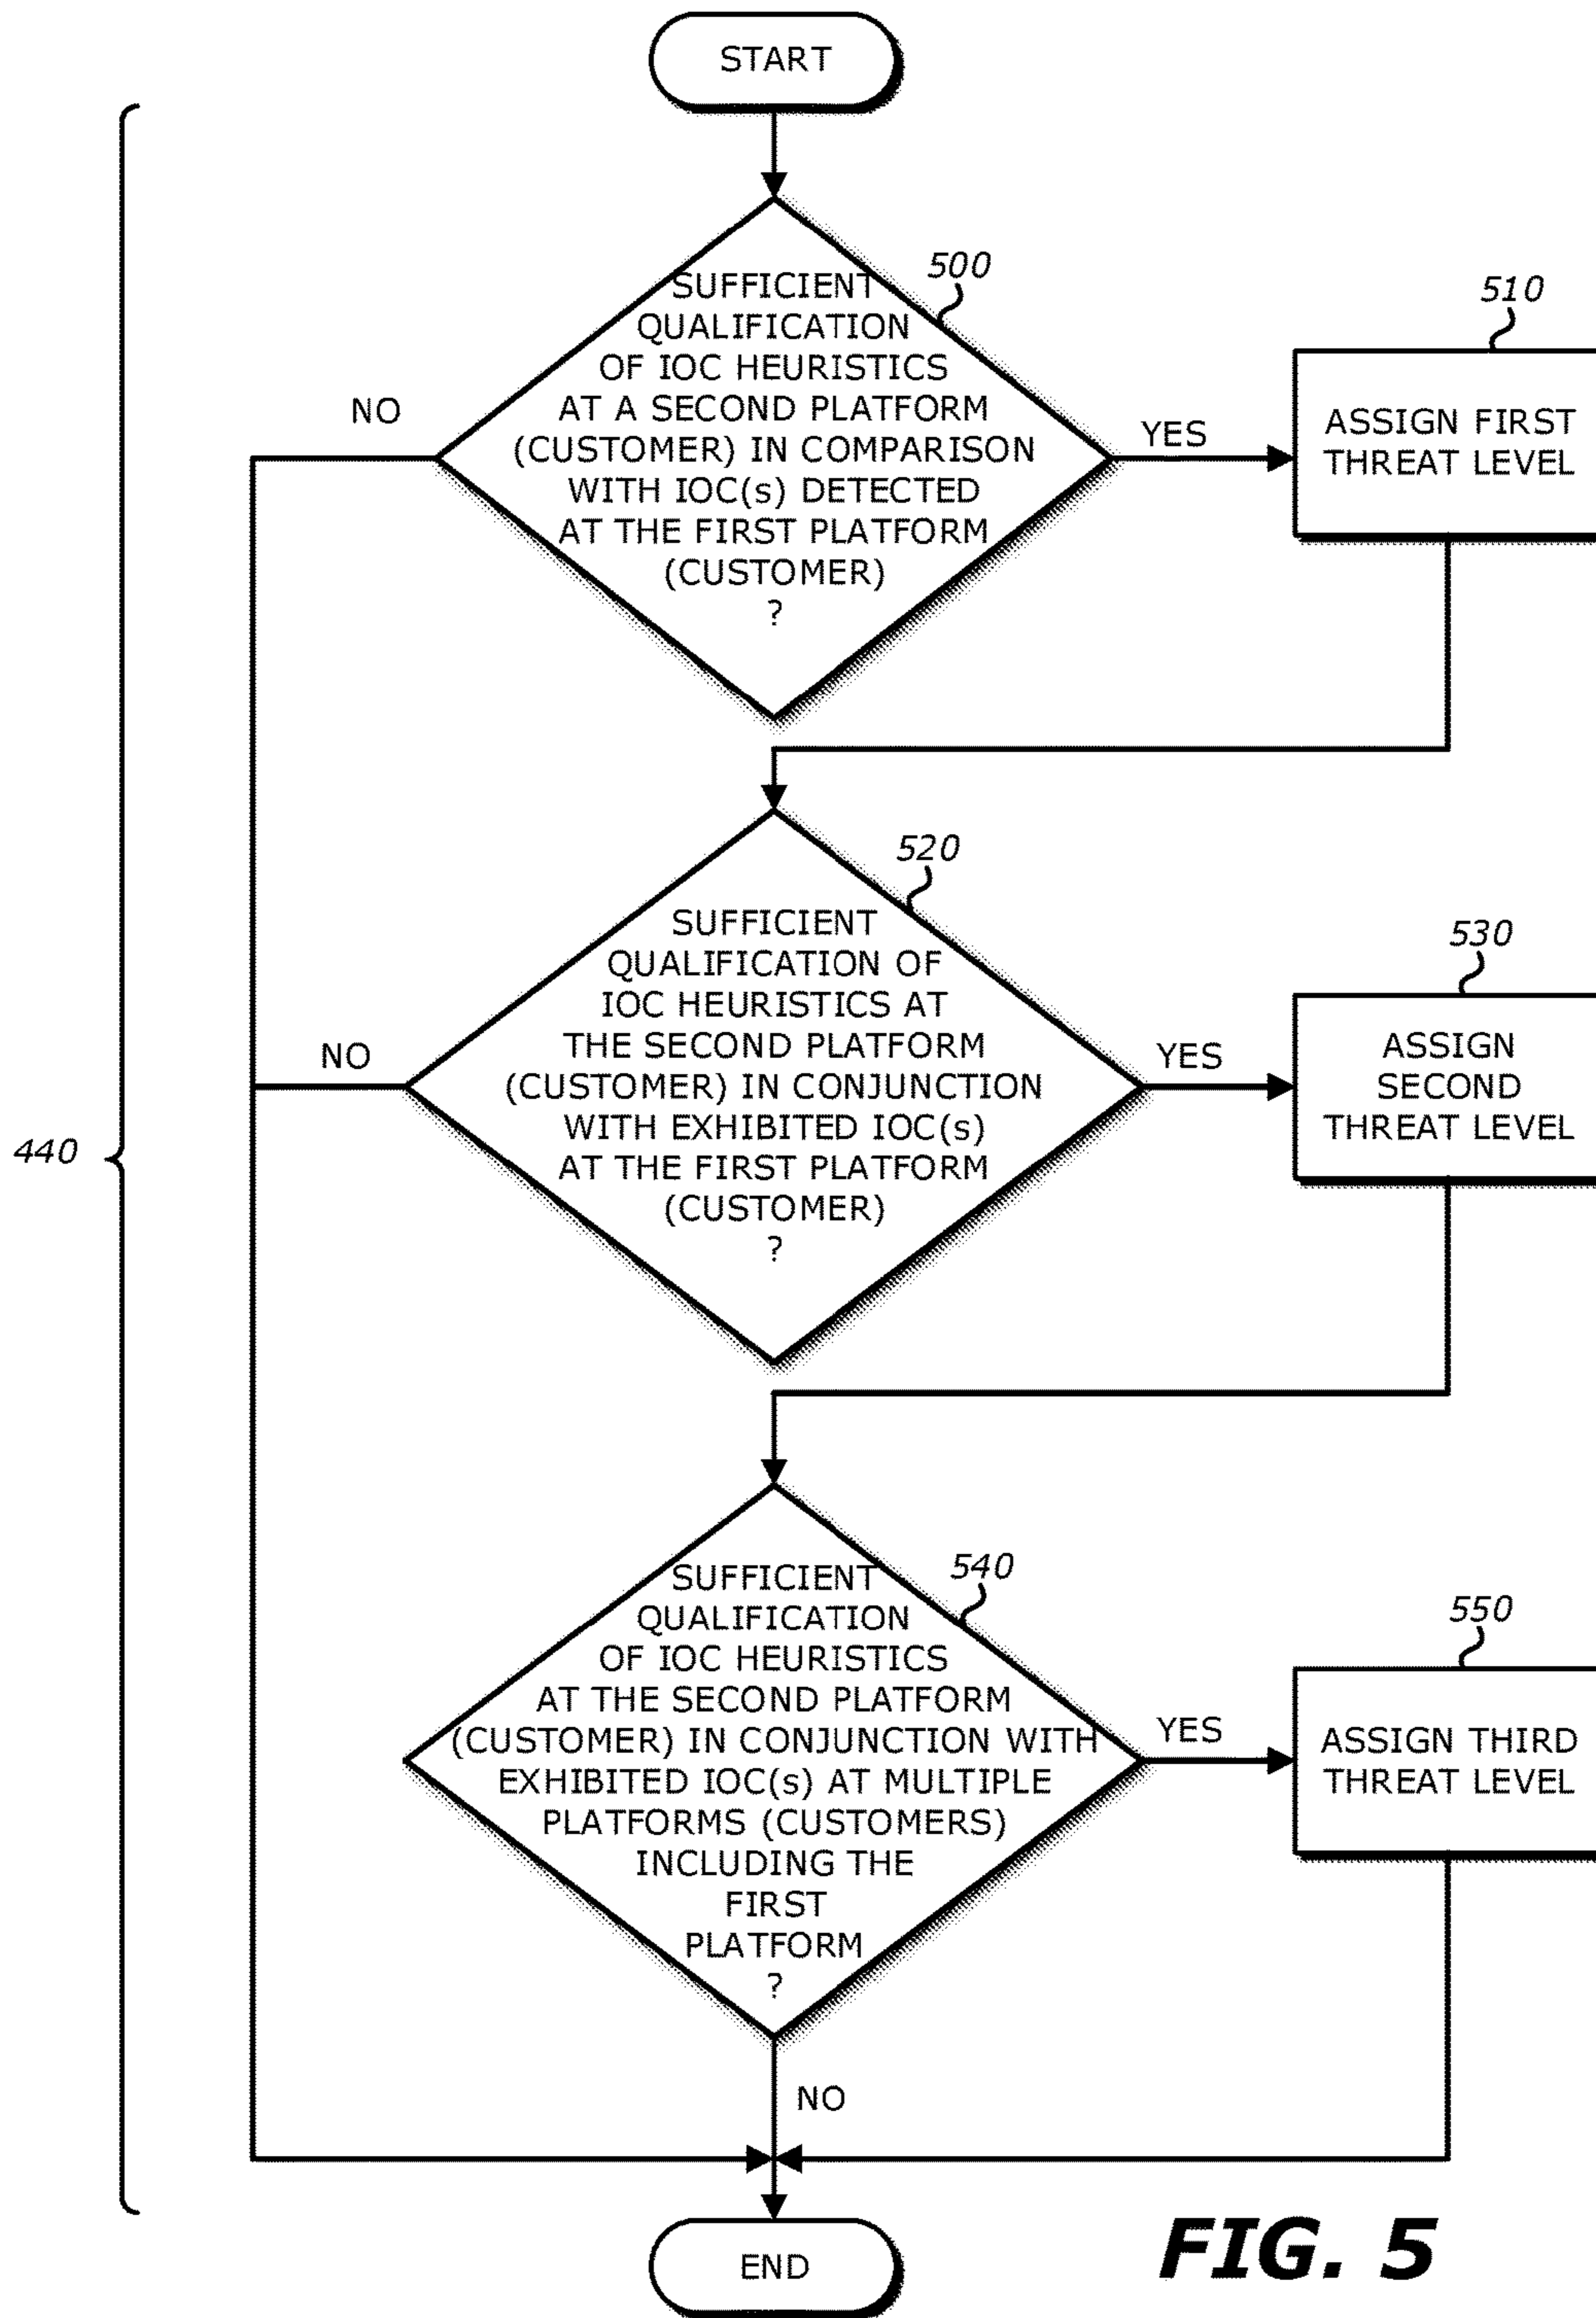 START
500
SUFFICIENT
QUALIFICATION
OF IOC HEURISTICS
AT A SECOND PLATFORM
(CUSTOMER) IN COMPARISON
WITH IOC(s) DETECTED
AT THE FIRST PLATFORM
(CUSTOMER)
?
NO
YES
510
ASSIGN FIRST
THREAT LEVEL
520
SUFFICIENT
QUALIFICATION OF
IOC HEURISTICS AT
THE SECOND PLATFORM
(CUSTOMER) IN CONJUNCTION
WITH EXHIBITED IOC(s)
AT THE FIRST PLATFORM
(CUSTOMER)
?
NO
YES
530
ASSIGN
SECOND
THREAT LEVEL
440
540
SUFFICIENT
QUALIFICATION
OF IOC HEURISTICS
AT THE SECOND PLATFORM
(CUSTOMER) IN CONJUNCTION WITH
EXHIBITED IOC(s) AT MULTIPLE
PLATFORMS (CUSTOMERS)
INCLUDING THE
FIRST
PLATFORM
?
YES
550
ASSIGN THIRD
THREAT LEVEL
NO
END
FIG. 5